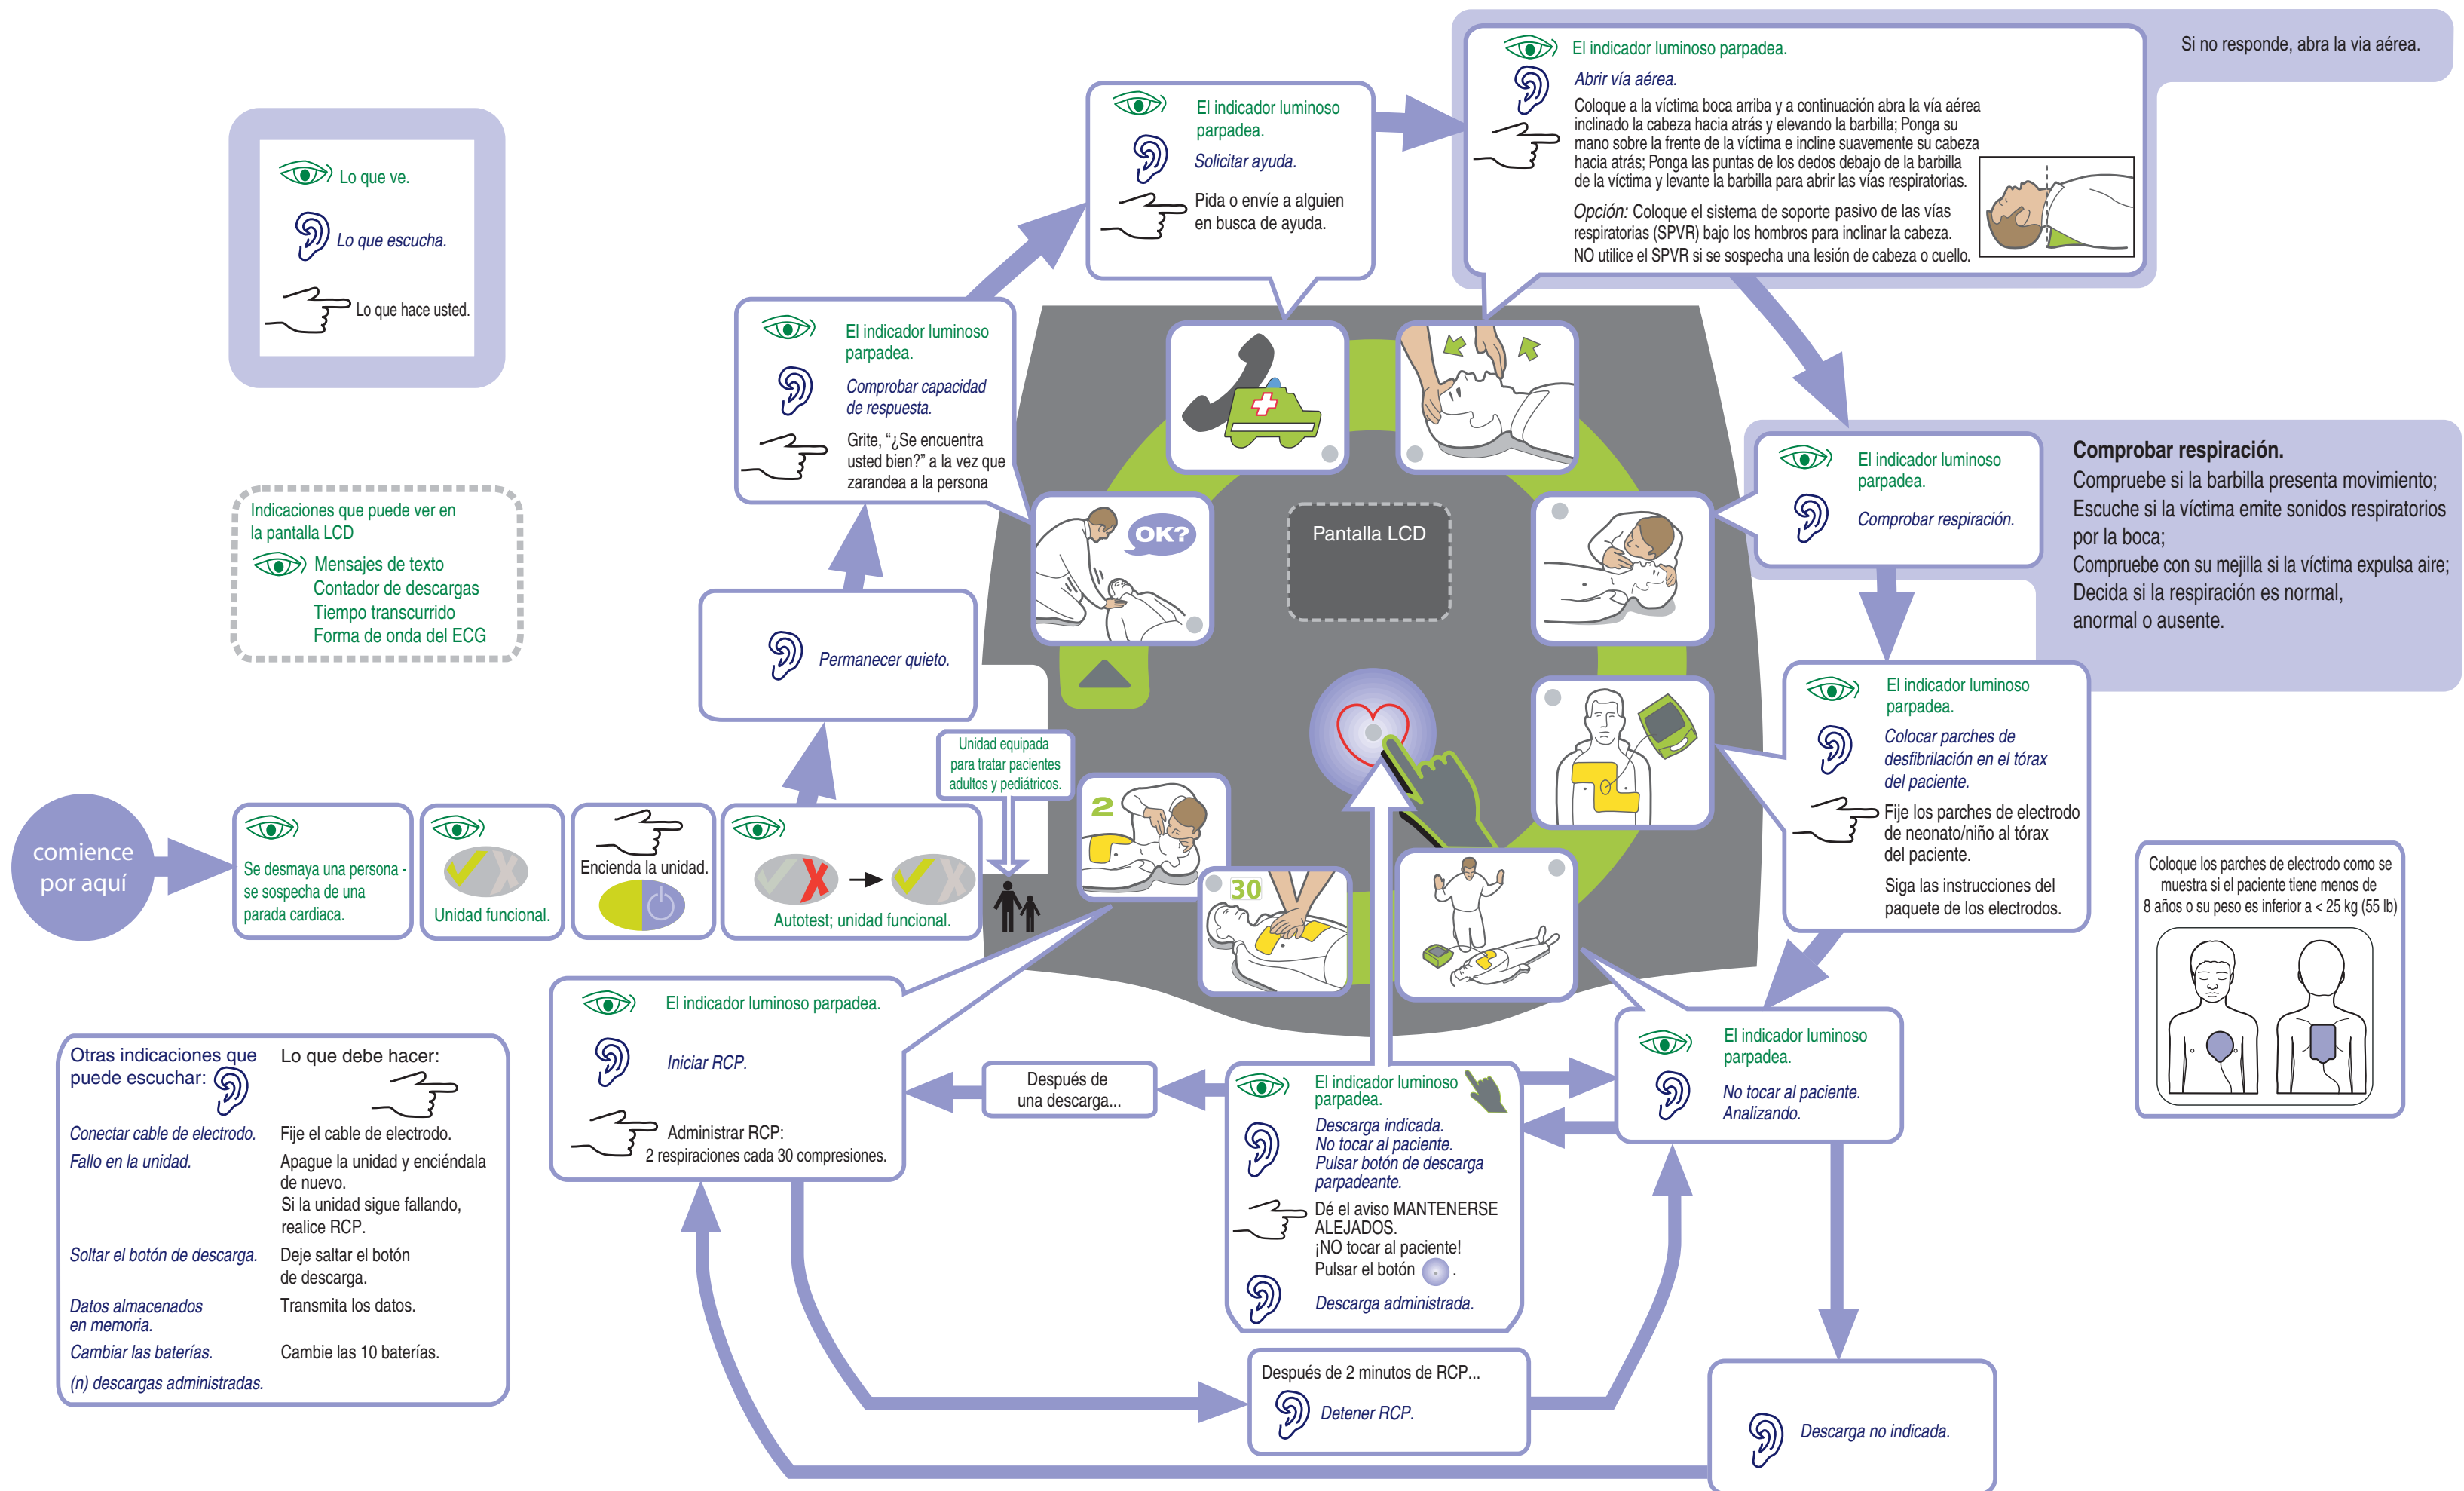 Lo que ve.
Lo que escucha.
Lo que hace usted.
Indicaciones que puede ver en
la pantalla LCD
Mensajes de texto
Contador de descargas
Tiempo transcurrido
Forma de onda del ECG
comience
por aquí
Se desmaya una persona -
se sospecha de una
parada cardiaca.
Unidad funcional.
Encienda la unidad.
Autotest; unidad funcional.
Permanecer quieto.
El indicador luminoso
parpadea.
Comprobar capacidad
de respuesta.
Grite, “¿Se encuentra
usted bien?” a la vez que
zarandea a la persona
El indicador luminoso
parpadea.
Solicitar ayuda.
Pida o envíe a alguien
en busca de ayuda.
El indicador luminoso parpadea.
Abrir vía aérea.
Coloque a la víctima boca arriba y a continuación abra la vía aérea
inclinado la cabeza hacia atrás y elevando la barbilla; Ponga su
mano sobre la frente de la víctima e incline suavemente su cabeza
hacia atrás; Ponga las puntas de los dedos debajo de la barbilla
de la víctima y levante la barbilla para abrir las vías respiratorias.
Opción: Coloque el sistema de soporte pasivo de las vías
respiratorias (SPVR) bajo los hombros para inclinar la cabeza.
NO utilice el SPVR si se sospecha una lesión de cabeza o cuello.
Si no responde, abra la via aérea.
El indicador luminoso
parpadea.
Comprobar respiración.
Comprobar respiración.
Compruebe si la barbilla presenta movimiento;
Escuche si la víctima emite sonidos respiratorios
por la boca;
Compruebe con su mejilla si la víctima expulsa aire;
Decida si la respiración es normal,
anormal o ausente.
OK?
Pantalla LCD
Unidad equipada
para tratar pacientes
adultos y pediátricos.
2
30
El indicador luminoso
parpadea.
Colocar parches de
desfibrilación en el tórax
del paciente.
Fije los parches de electrodo
de neonato/niño al tórax
del paciente.
Siga las instrucciones del
paquete de los electrodos.
Coloque los parches de electrodo como se
muestra si el paciente tiene menos de
8 años o su peso es inferior a < 25 kg (55 lb)
El indicador luminoso
parpadea.
No tocar al paciente.
Analizando.
El indicador luminoso
parpadea.
Descarga indicada.
No tocar al paciente.
Pulsar botón de descarga
parpadeante.
Dé el aviso MANTENERSE
ALEJADOS.
¡NO tocar al paciente!
Pulsar el botón .
Descarga administrada.
Después de
una descarga...
El indicador luminoso parpadea.
Iniciar RCP.
Administrar RCP:
2 respiraciones cada 30 compresiones.
Después de 2 minutos de RCP...
Detener RCP.
Descarga no indicada.
Otras indicaciones que
puede escuchar:
Lo que debe hacer:
Conectar cable de electrodo.
Fije el cable de electrodo.
Fallo en la unidad.
Apague la unidad y enciéndala
de nuevo.
Si la unidad sigue fallando,
realice RCP.
Soltar el botón de descarga.
Deje saltar el botón
de descarga.
Datos almacenados
en memoria.
Transmita los datos.
Cambiar las baterías.
Cambie las 10 baterías.
(n) descargas administradas.